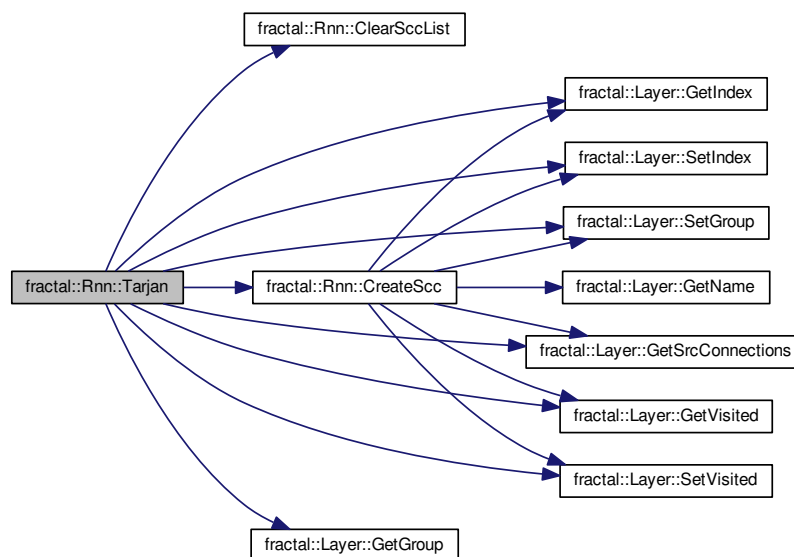 fractal::Rnn::ClearSccList
fractal::Layer::GetIndex
fractal::Layer::SetIndex
fractal::Layer::SetGroup
fractal::Rnn::Tarjan
fractal::Rnn::CreateScc
fractal::Layer::GetName
fractal::Layer::GetSrcConnections
fractal::Layer::GetVisited
fractal::Layer::SetVisited
fractal::Layer::GetGroup